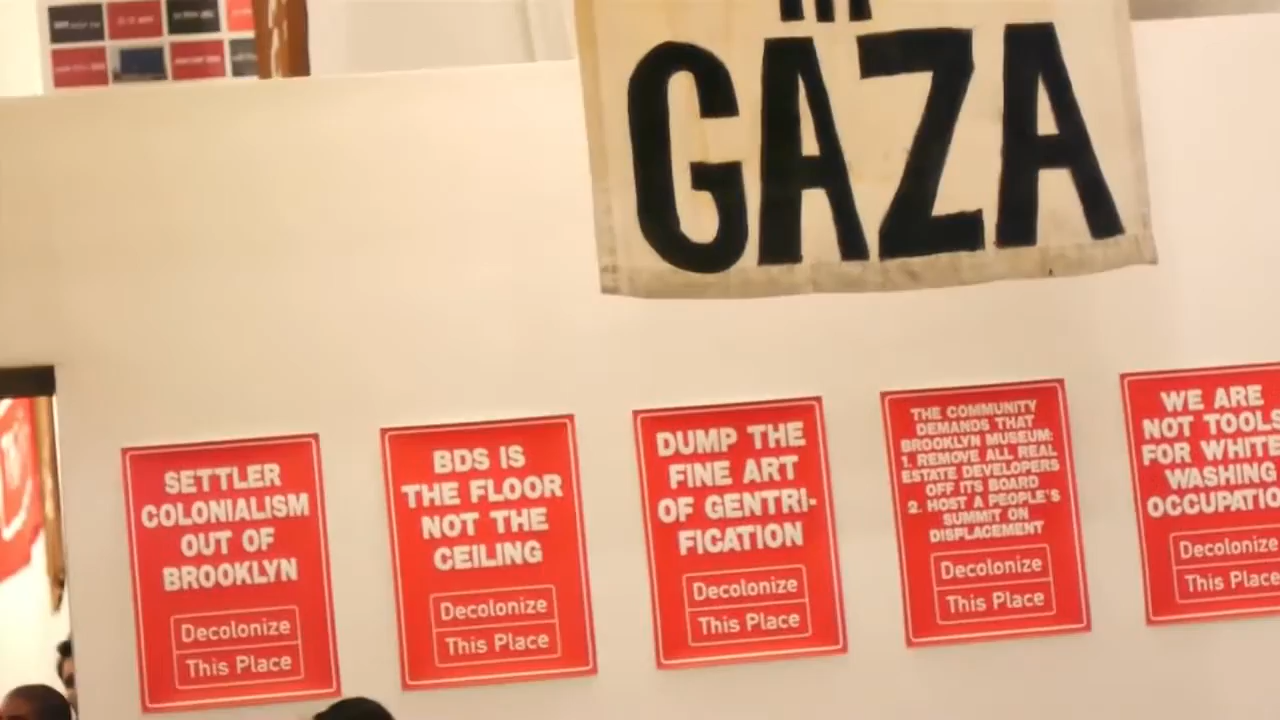 GAZA
SETTLER
COLONIALISM
OUT OF
BROOKLYN
Decolonize
This Place
BDS IS
THE FLOOR
NOT THE
CEILING
Decolonize
This Place
DUMP THE
FINE ART
OF GENTRI-
FICATION
Decolonize
This Place
THE COMMUNITY
DEMANDS THAT
BROOKLYN MUSEUM:
1. REMOVE ALL REAL
ESTATE DEVELOPERS
OFF ITS BOARD
2. HOST A PEOPLE'S
SUMMIT ON
DISPLACEMENT
Decolonize
This Place
WE ARE
NOT TOOLS
FOR WHITE
WASHING
OCCUPATIO
Decolonize
This Place